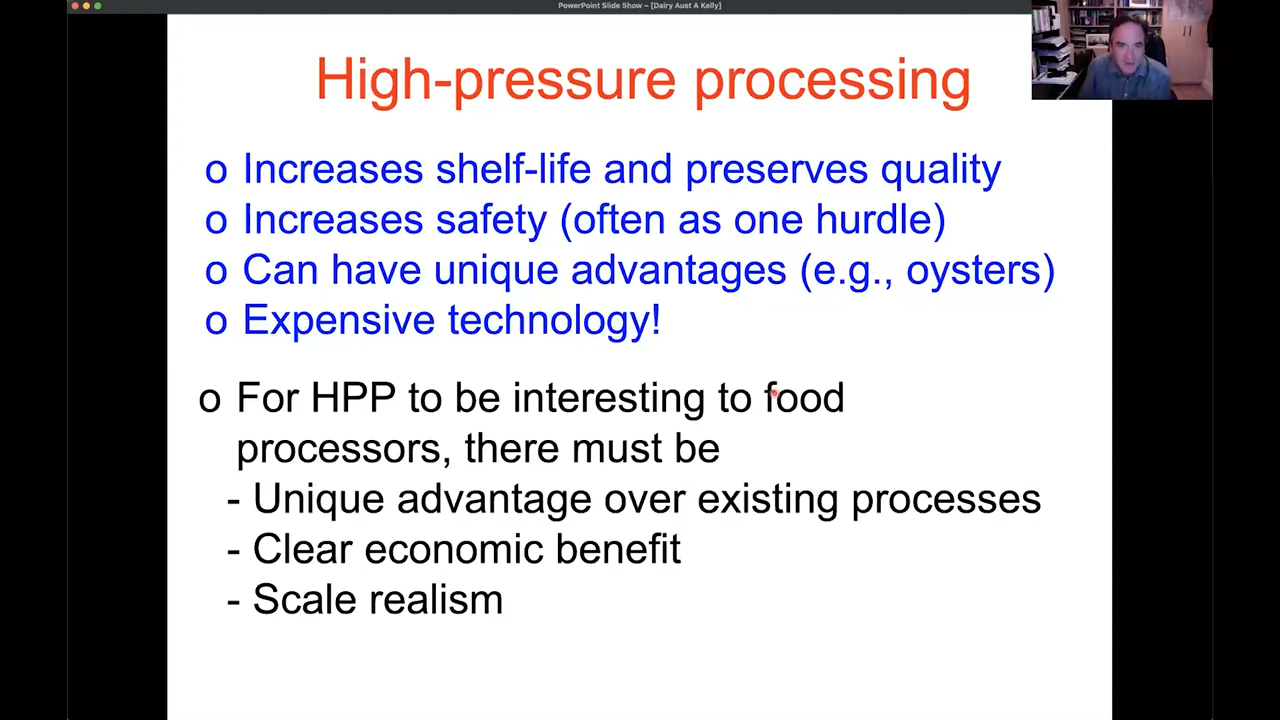 PowerPoint Slide Show – [Dairy Aust A Kelly]
High-pressure processing
o Increases shelf-life and preserves quality
o Increases safety (often as one hurdle)
o Can have unique advantages (e.g., oysters)
o Expensive technology!
o For HPP to be interesting to food
processors, there must be
- Unique advantage over existing processes
- Clear economic benefit
- Scale realism